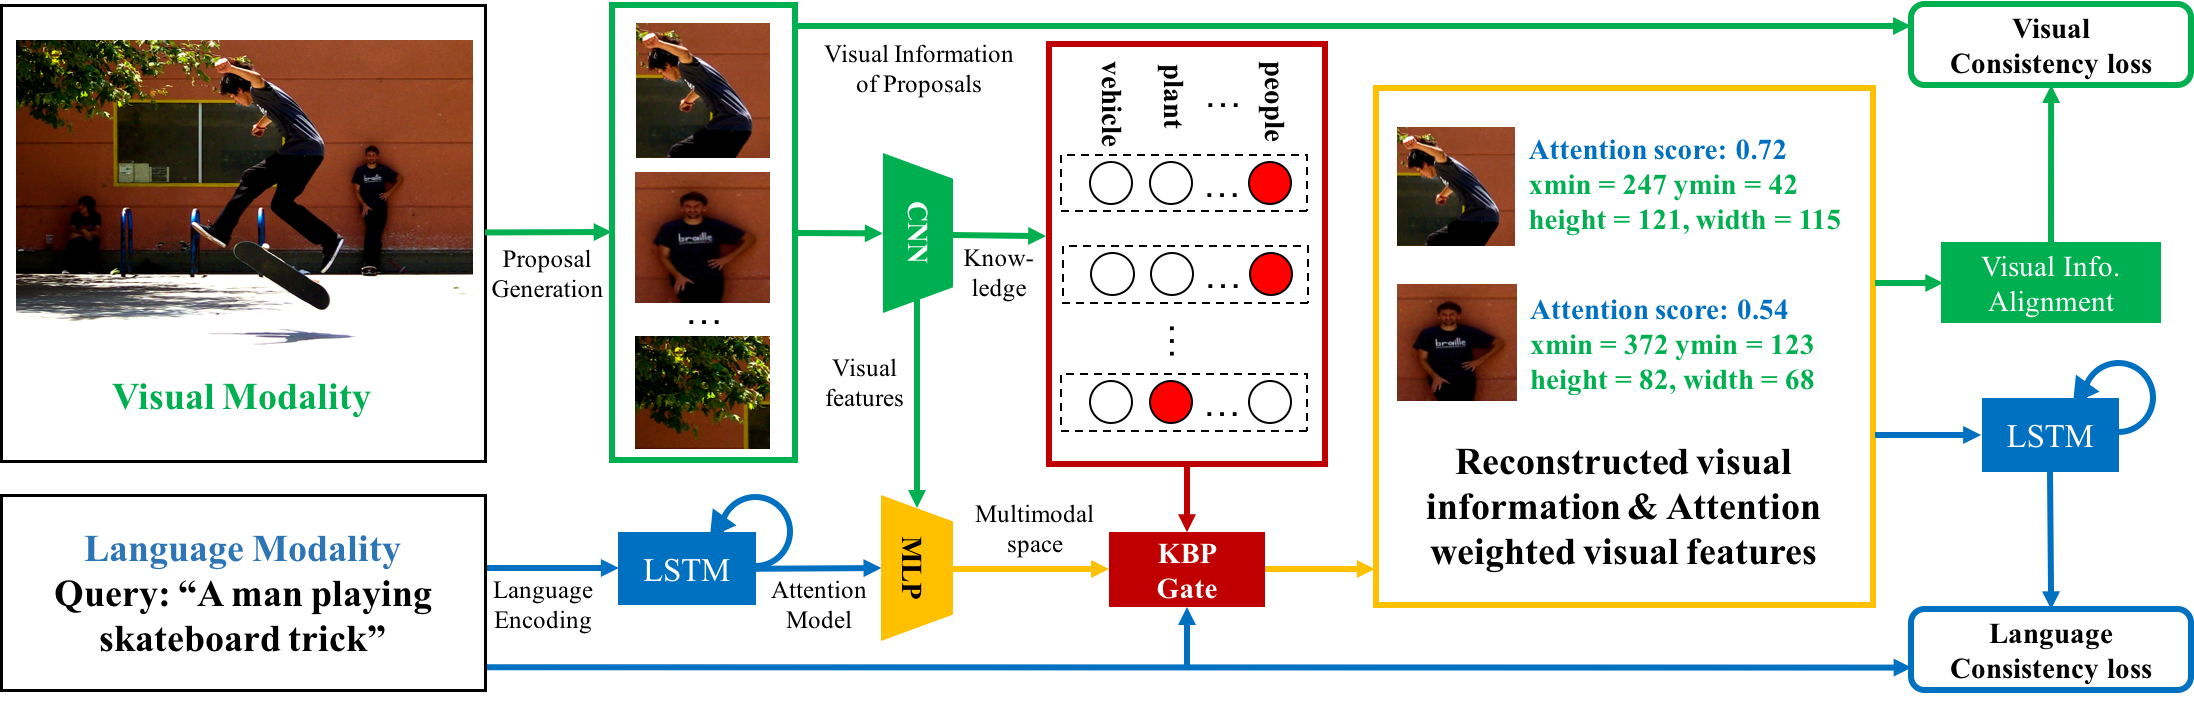 Visual Modality
Language Modality
Query: “A man playing
skateboard trick”
Proposal
Generation
Language
Encoding
braille
...
LSTM
Attention
Model
Visual Information
of Proposals
CNN
Know-
ledge
Visual
features
MLP
Multimodal
space
vehicle
plant
...
people
...
...
...
...
KBP
Gate
Attention score: 0.72
xmin = 247 ymin = 42
height = 121, width = 115
braille
Attention score: 0.54
xmin = 372 ymin = 123
height = 82, width = 68
Reconstructed visual
information & Attention
weighted visual features
Visual
Consistency loss
Visual Info.
Alignment
LSTM
Language
Consistency loss